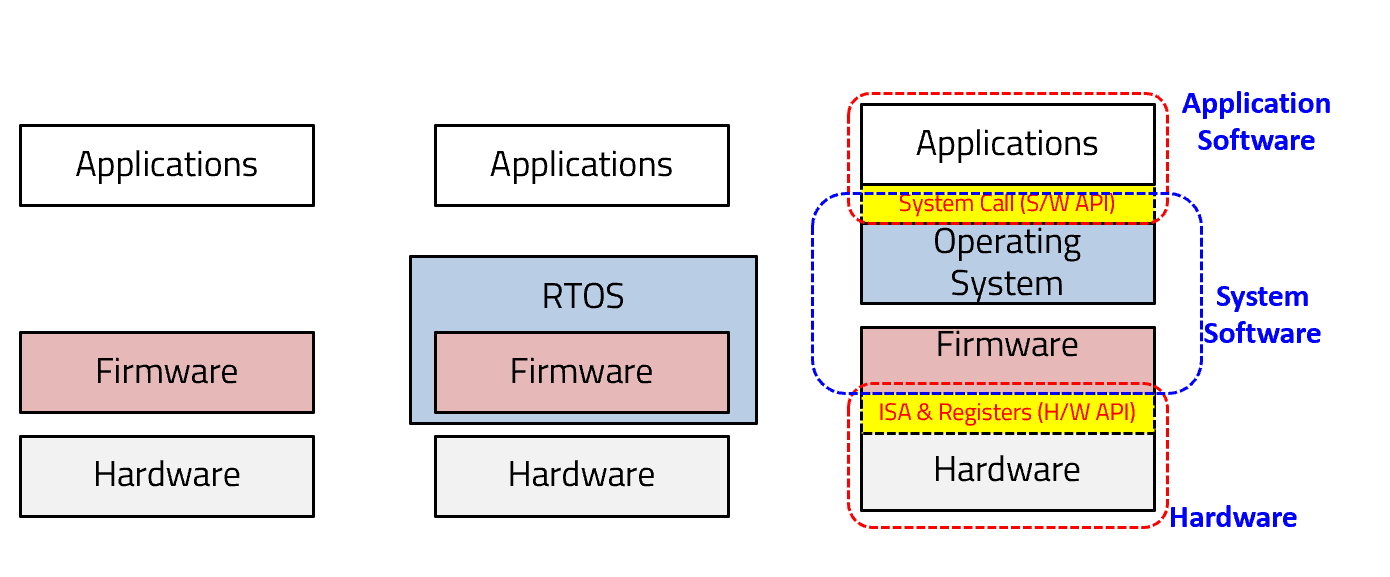 Applications
Firmware
Hardware
Applications
RTOS
Firmware
Hardware
Applications
System Call (S/W API)
Operating
System
Firmware
ISA & Registers (H/W API)
Hardware
Application
Software
System
Software
Hardware